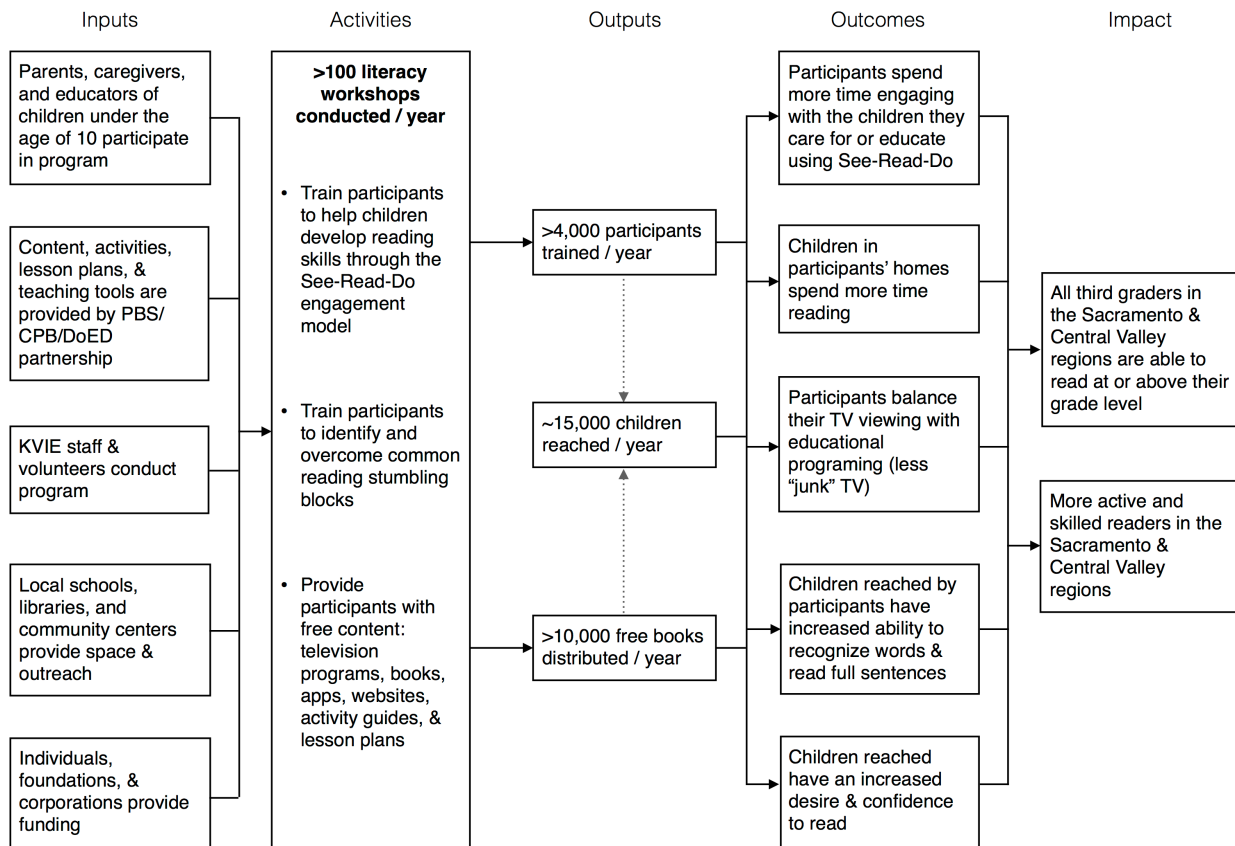 Inputs
Activities
Outputs
Outcomes
Impact
Parents, caregivers,
and educators of
children under the
age of 10 participate
in program
Content, activities,
lesson plans, &
teaching tools are
provided by PBS/
CPB/DoED
partnership
KVIE staff &
volunteers conduct
program
Local schools,
libraries, and
community centers
provide space &
outreach
Individuals,
foundations, &
corporations provide
funding
>100 literacy
workshops
conducted / year
• Train participants
to help children
develop reading
skills through the
See-Read-Do
engagement
model
• Train participants
to identify and
overcome common
reading stumbling
blocks
• Provide
participants with
free content:
television
programs, books,
apps, websites,
activity guides, &
lesson plans
>4,000 participants
trained / year
~15,000 children
reached / year
>10,000 free books
distributed / year
Participants spend
more time engaging
with the children they
care for or educate
using See-Read-Do
Children in
participants’ homes
spend more time
reading
Participants balance
their TV viewing with
educational
programing (less
“junk” TV)
Children reached by
participants have
increased ability to
recognize words &
read full sentences
Children reached
have an increased
desire & confidence
to read
All third graders in
the Sacramento &
Central Valley
regions are able to
read at or above their
grade level
More active and
skilled readers in the
Sacramento &
Central Valley
regions